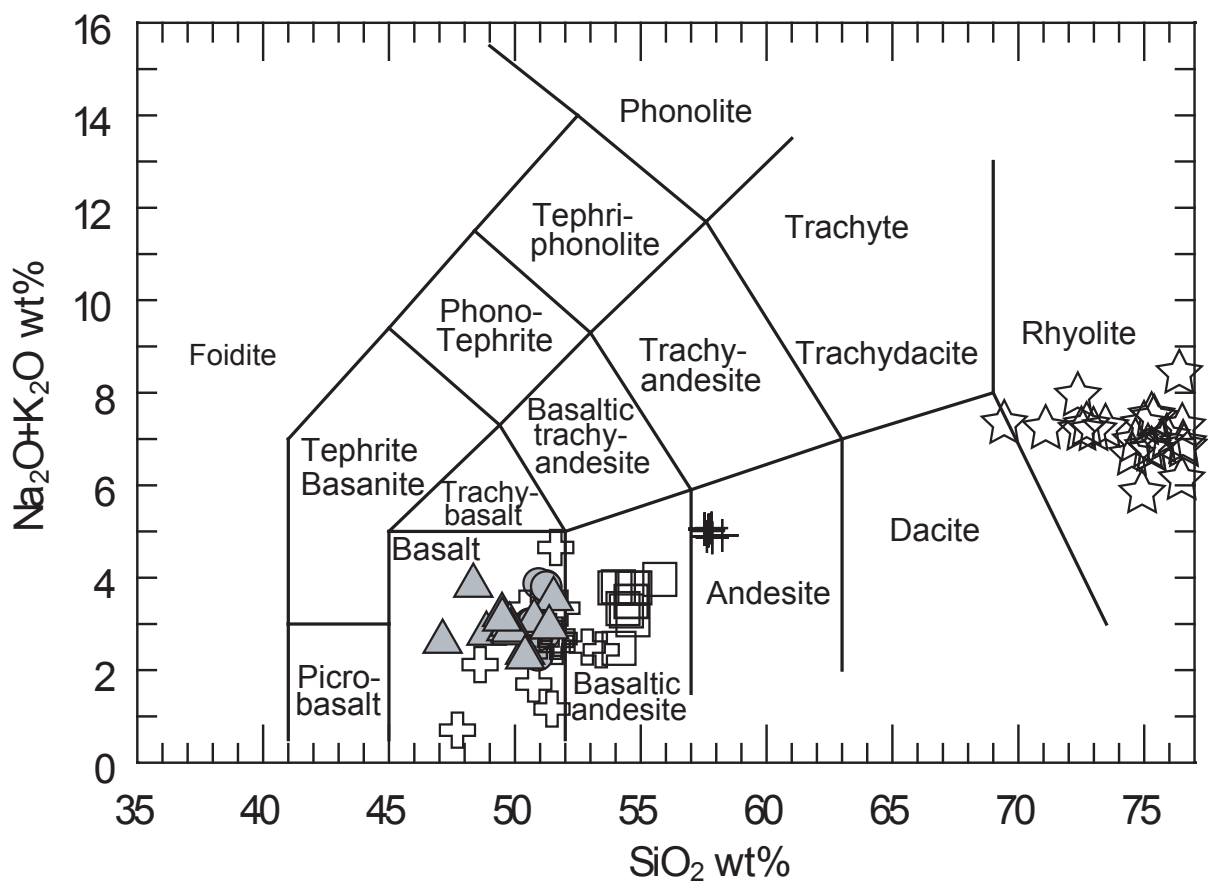 16
14
12
10
8
6
4
2
0
Na₂O+K₂O wt%
Phonolite
Tephri-
phonolite
Trachyte
Phono-
Tephrite
Foidite
Trachy-
andesite
Trachydacite
Rhyolite
Basaltic
trachy-
andesite
Tephrite
Basanite
Trachy-
basalt
Basalt
Dacite
Andesite
Picro-
basalt
Basaltic
andesite
35 40 45 50 55 60 65 70 75
SiO₂ wt%